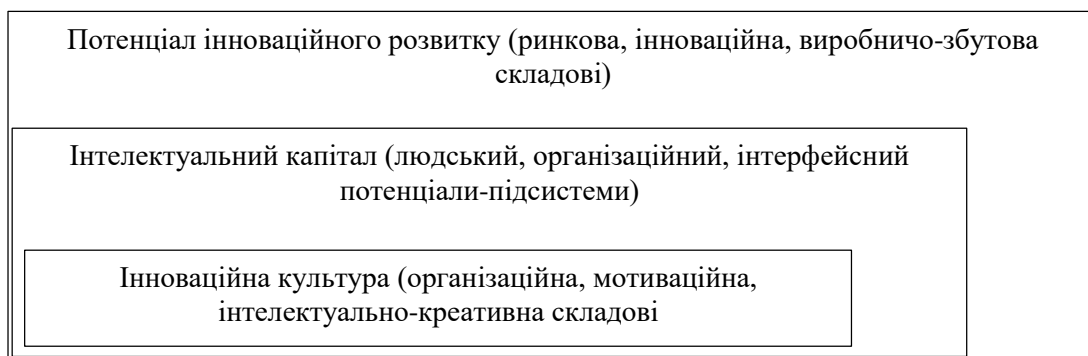 Потенціал інноваційного розвитку (ринкова, інноваційна, виробничо-збутова
складові)
Інтелектуальний капітал (людський, організаційний, інтерфейсний
потенціали-підсистеми)
Інноваційна культура (організаційна, мотиваційна,
інтелектуально-креативна складові